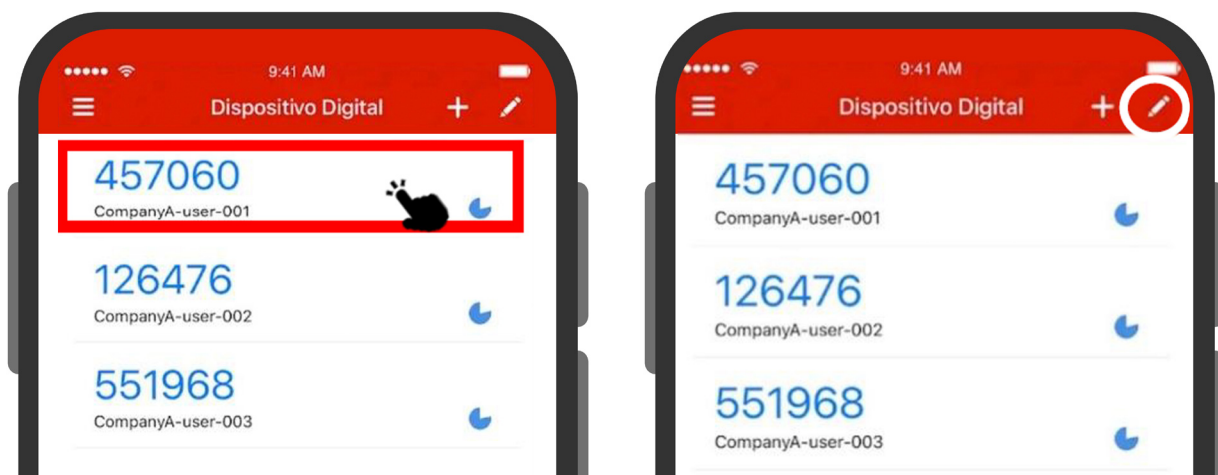 9:41 AM
Dispositivo Digital
457060
CompanyA-user-001
126476
CompanyA-user-002
551968
CompanyA-user-003
9:41 AM
Dispositivo Digital
457060
CompanyA-user-001
126476
CompanyA-user-002
551968
CompanyA-user-003